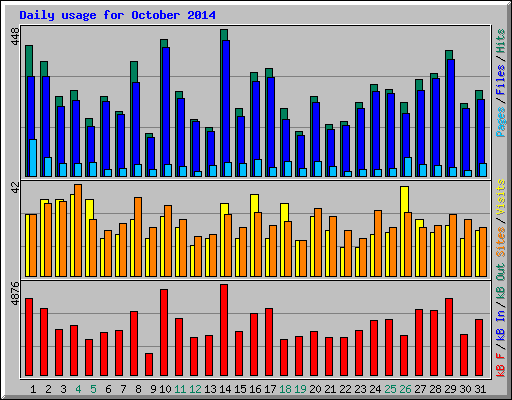 Daily usage for October 2014
448
Pages / Files / Hits
42
Sites / Visits
4876
kB F / kB In / kB Out
1 2 3 4 5 6 7 8 9 10 11 12 13 14 15 16 17 18 19 20 21 22 23 24 25 26 27 28 29 30 31